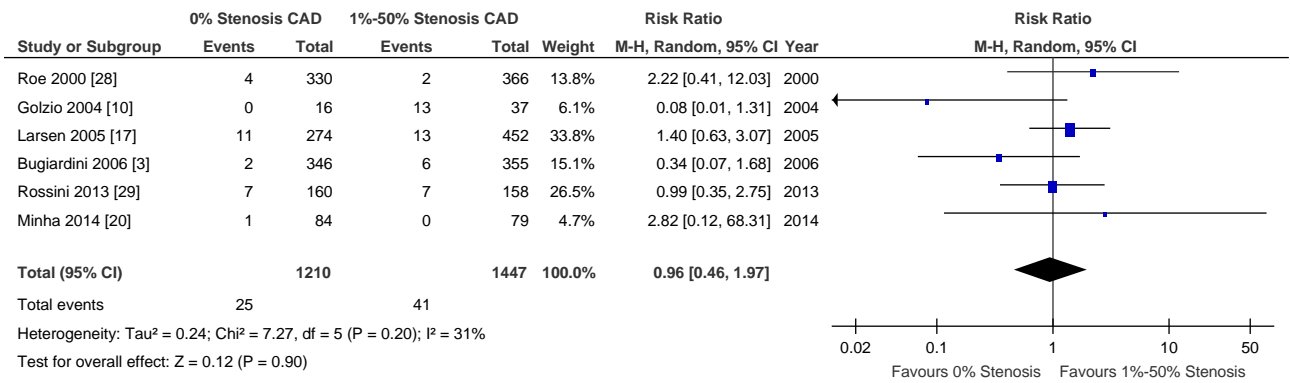 0% Stenosis CAD 1%-50% Stenosis CAD Risk Ratio Risk Ratio
Study or Subgroup Events Total Events Total Weight M-H, Random, 95% CI Year M-H, Random, 95% CI
Roe 2000 [28] 4 330 2 366 13.8% 2.22 [0.41, 12.03] 2000
Golzio 2004 [10] 0 16 13 37 6.1% 0.08 [0.01, 1.31] 2004
Larsen 2005 [17] 11 274 13 452 33.8% 1.40 [0.63, 3.07] 2005
Bugiardini 2006 [3] 2 346 6 355 15.1% 0.34 [0.07, 1.68] 2006
Rossini 2013 [29] 7 160 7 158 26.5% 0.99 [0.35, 2.75] 2013
Minha 2014 [20] 1 84 0 79 4.7% 2.82 [0.12, 68.31] 2014
Total (95% CI) 1210 1447 100.0% 0.96 [0.46, 1.97]
Total events 25 41
Heterogeneity: Tau² = 0.24; Chi² = 7.27, df = 5 (P = 0.20); I² = 31%
Test for overall effect: Z = 0.12 (P = 0.90)
0.02 0.1 1 10 50
Favours 0% Stenosis Favours 1%-50% Stenosis